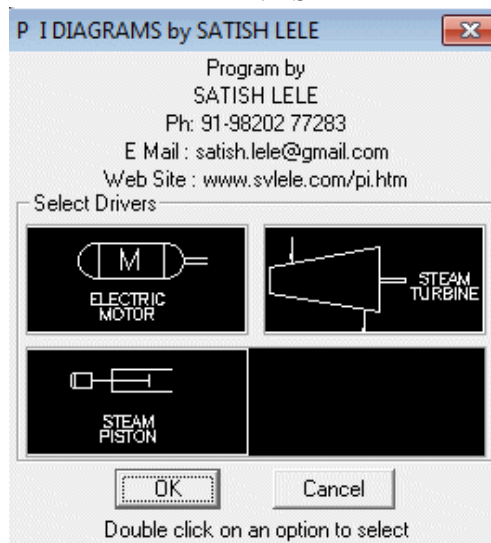 P I DIAGRAMS by SATISH LELE
Program by
SATISH LELE
Ph: 91-98202 77283
E Mail : satish.lele@gmail.com
Web Site : www.svlele.com/pi.htm
Select Drivers
M
ELECTRIC
MOTOR
STEAM
TURBINE
STEAM
PISTON
OK
Cancel
Double click on an option to select